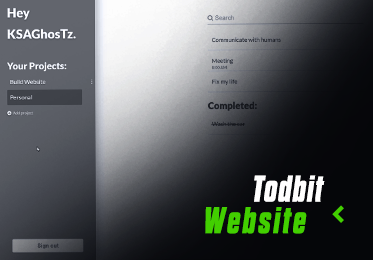 Hey
KSAGhosTz.
Your Projects:
Build Website
Personal
Add project
Sign out
Search
Communicate with humans
Meeting
Fix my life
Completed:
Todbit
Website